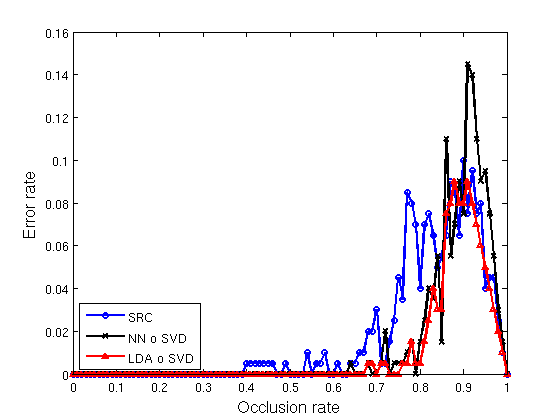 0.16
0.14
0.12
0.1
0.08
0.06
0.04
0.02
0
Error rate
SRC
NN o SVD
LDA o SVD
0 0.1 0.2 0.3 0.4 0.5 0.6 0.7 0.8 0.9 1
Occlusion rate